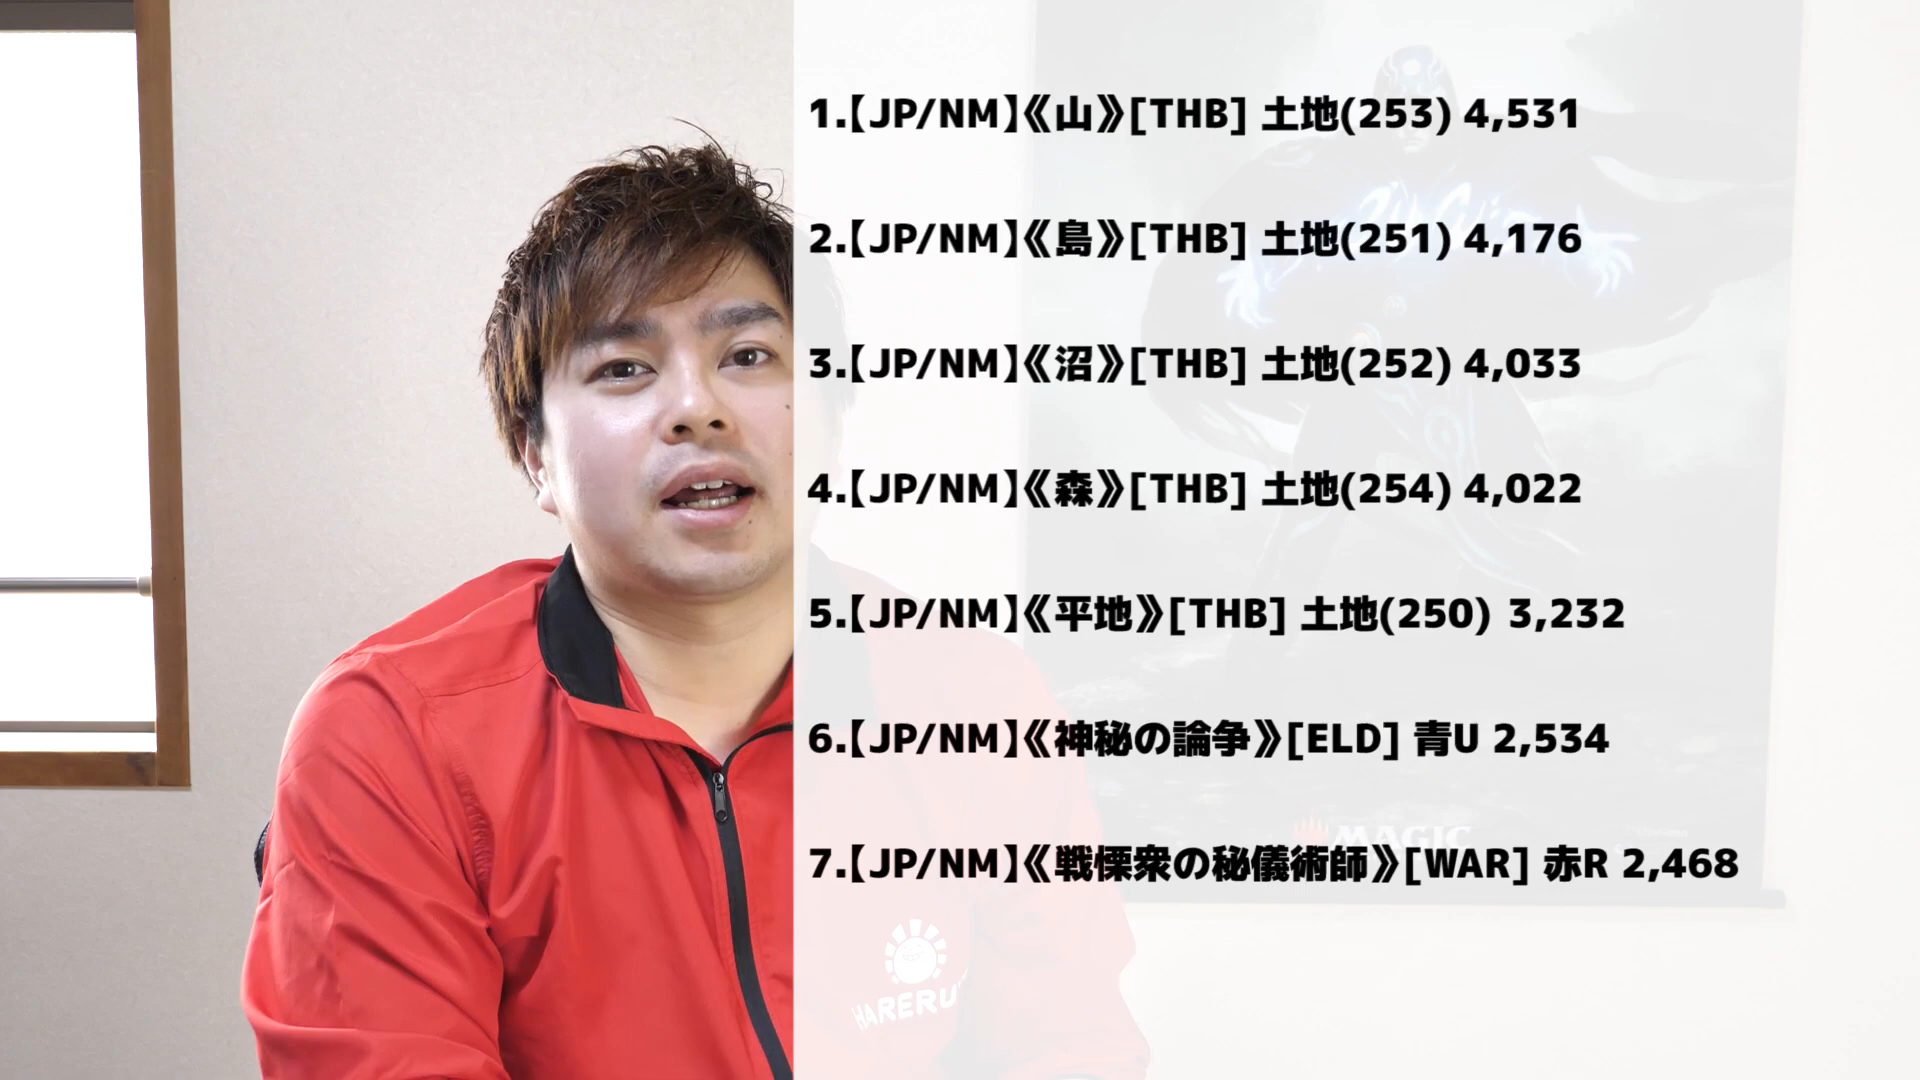 1.【JP/NM】《山》[THB] 土地(253) 4,531
2.【JP/NM】《島》[THB] 土地(251) 4,176
3.【JP/NM】《沼》[THB] 土地(252) 4,033
4.【JP/NM】《森》[THB] 土地(254) 4,022
5.【JP/NM】《平地》[THB] 土地(250) 3,232
6.【JP/NM】《神秘の論争》[ELD] 青U 2,534
MAGIC
7.【JP/NM】《戦慄衆の秘儀術師》[WAR] 赤R 2,468
HARERU